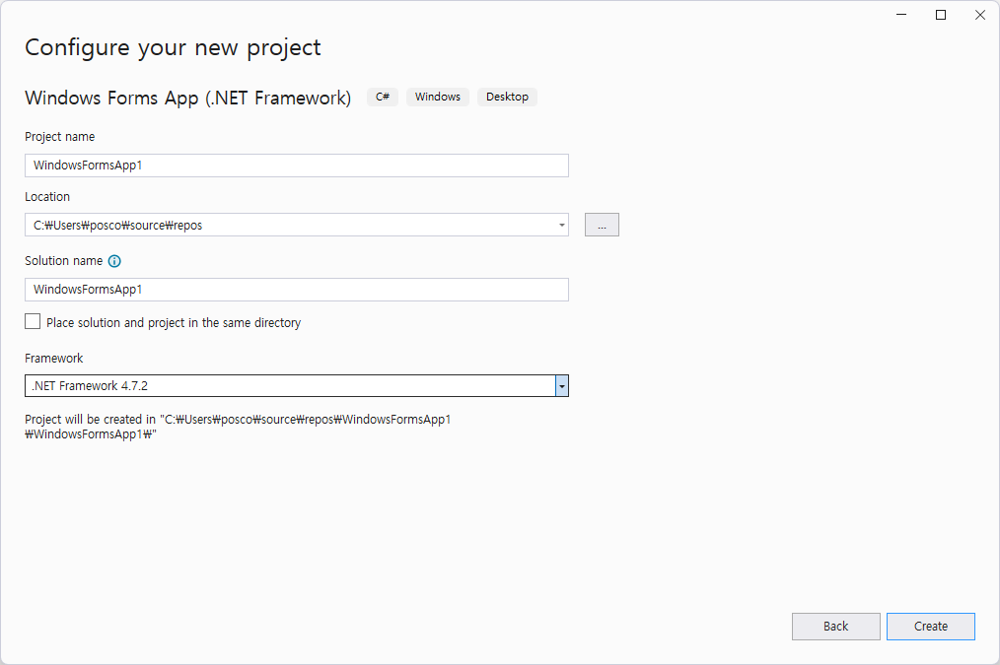 Configure your new project
Windows Forms App (.NET Framework) C# Windows Desktop
Project name
WindowsFormsApp1
Location
C:₩Users₩posco₩source₩repos
...
Solution name
WindowsFormsApp1
Place solution and project in the same directory
Framework
.NET Framework 4.7.2
Project will be created in "C:₩Users₩posco₩source₩repos₩WindowsFormsApp1
₩WindowsFormsApp1₩"
Back Create